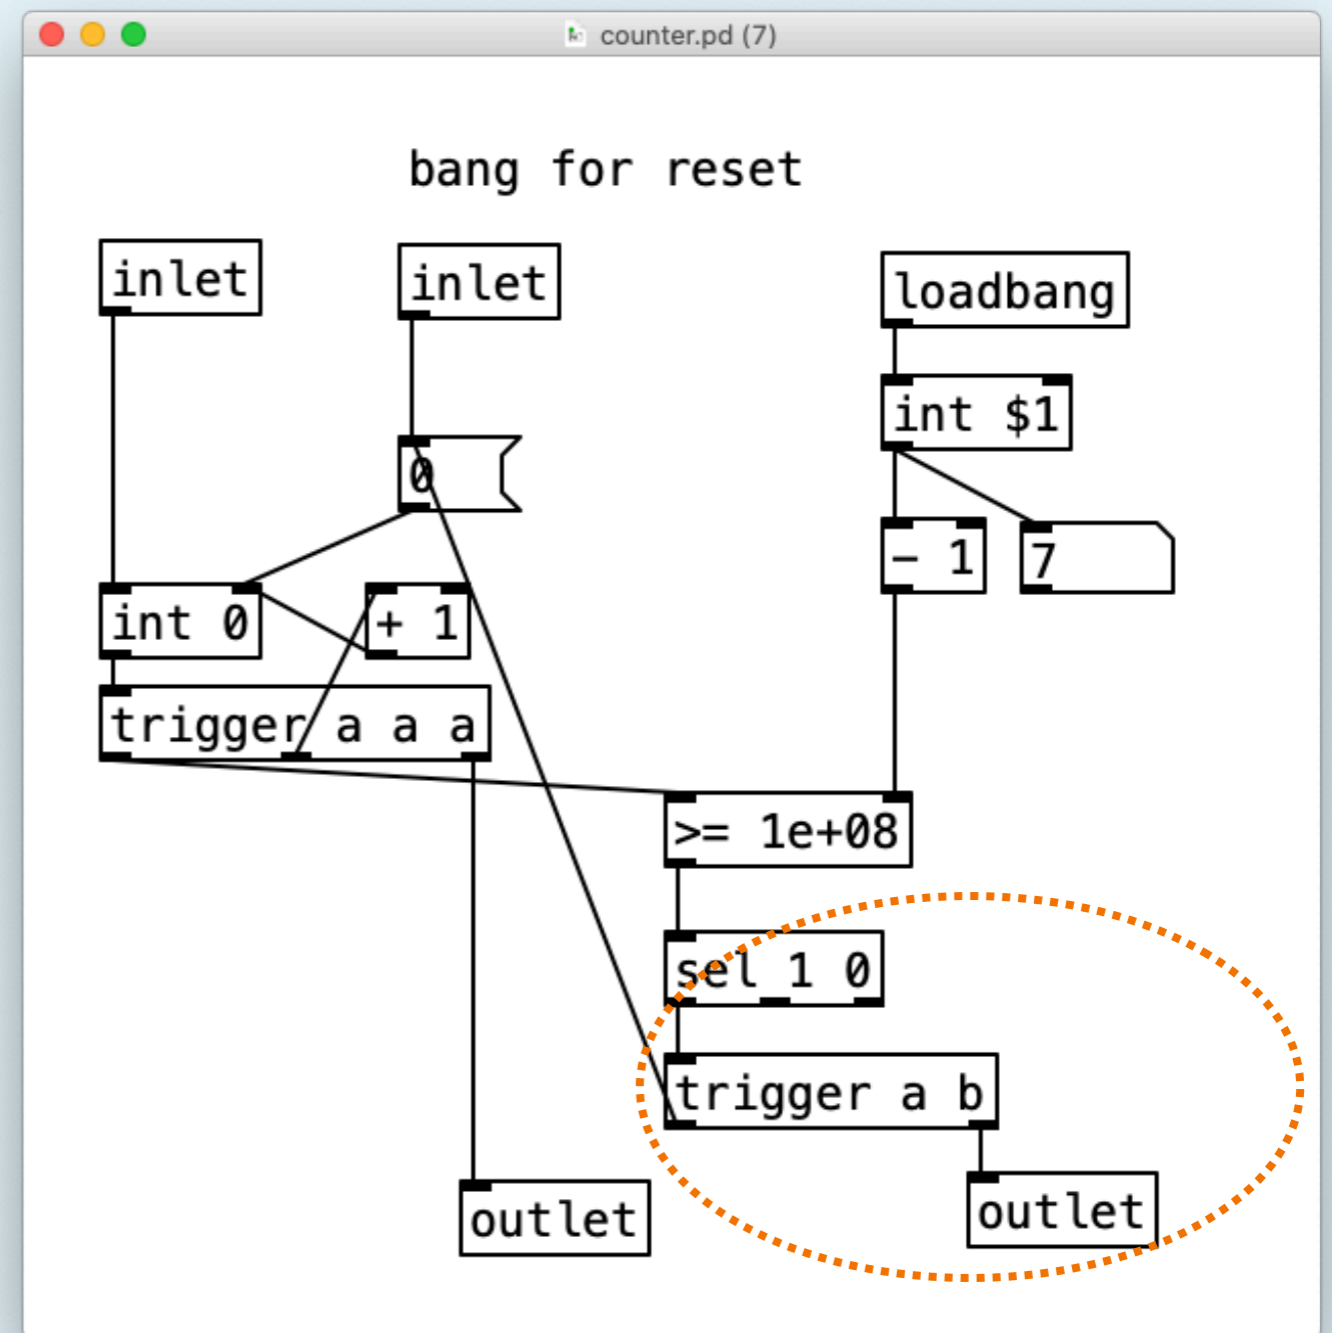 counter.pd (7)
bang for reset
inlet
inlet
loadbang
int $1
0
- 1
7
int 0
+ 1
trigger a a a
>= 1e+08
sel 1 0
trigger a b
outlet
outlet